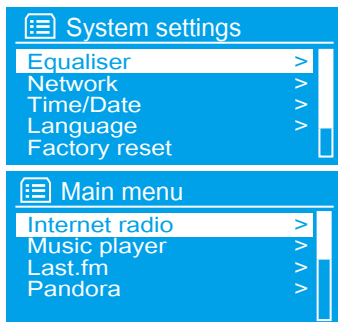 System settings
Equaliser >
Network >
Time/Date >
Language >
Factory reset
Main menu
Internet radio >
Music player >
Last.fm >
Pandora >